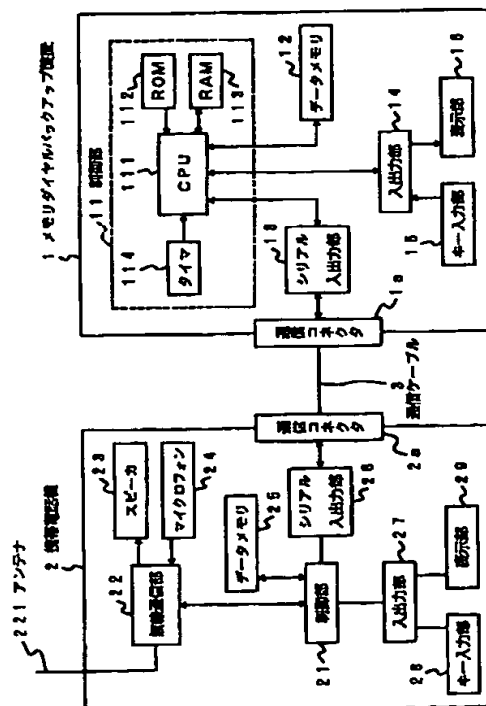 1 メモリダイヤルバックアップ装置
11 制御部
112
ROM
RAM
113
111
CPU
114
タイマ
12
データメモリ
13
シリアル
入出力部
14
入出力部
15
キー入力部
16
表示部
1a
通信コネクタ
3
通信ケーブル
2 携帯電話機
221 アンテナ
22
無線通信部
23
スピーカ
マイクロフォン
24
25
データメモリ
2a
通信コネクタ
シリアル
入出力部
26
制御部
21
27
入出力部
28
キー入力部
29
表示部